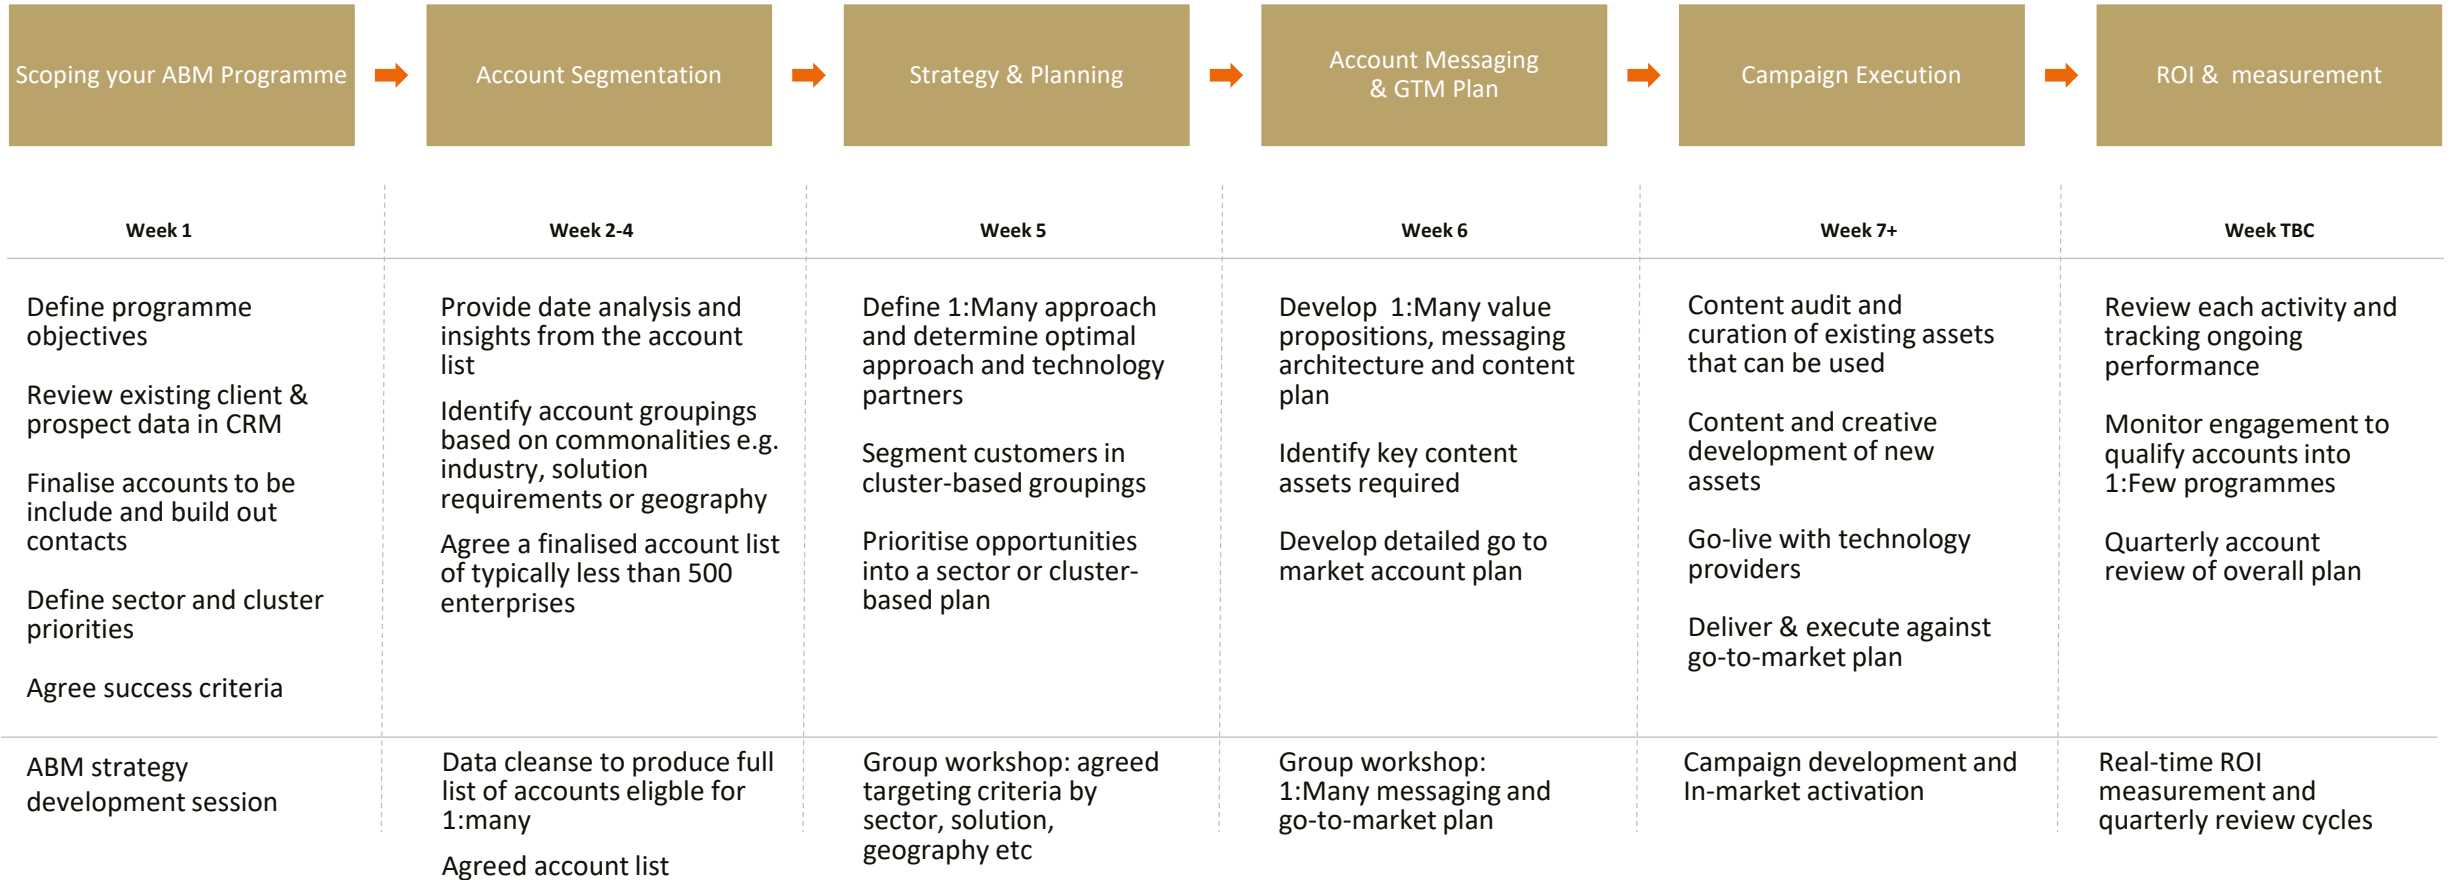 Scoping your ABM Programme
Account Segmentation
Strategy & Planning
Account Messaging
& GTM Plan
Campaign Execution
ROI & measurement
Week 1
Week 2-4
Week 5
Week 6
Week 7+
Week TBC
Define programme
objectives
Review existing client &
prospect data in CRM
Finalise accounts to be
include and build out
contacts
Define sector and cluster
priorities
Agree success criteria
Provide date analysis and
insights from the account
list
Identify account groupings
based on commonalities e.g.
industry, solution
requirements or geography
Agree a finalised account list
of typically less than 500
enterprises
Define 1:Many approach
and determine optimal
approach and technology
partners
Segment customers in
cluster-based groupings
Prioritise opportunities
into a sector or cluster-
based plan
Develop 1:Many value
propositions, messaging
architecture and content
plan
Identify key content
assets required
Develop detailed go to
market account plan
Content audit and
curation of existing assets
that can be used
Content and creative
development of new
assets
Go-live with technology
providers
Deliver & execute against
go-to-market plan
Review each activity and
tracking ongoing
performance
Monitor engagement to
qualify accounts into
1:Few programmes
Quarterly account
review of overall plan
ABM strategy
development session
Data cleanse to produce full
list of accounts eligble for
1:many
Agreed account list
Group workshop: agreed
targeting criteria by
sector, solution,
geography etc
Group workshop:
1:Many messaging and
go-to-market plan
Campaign development and
In-market activation
Real-time ROI
measurement and
quarterly review cycles